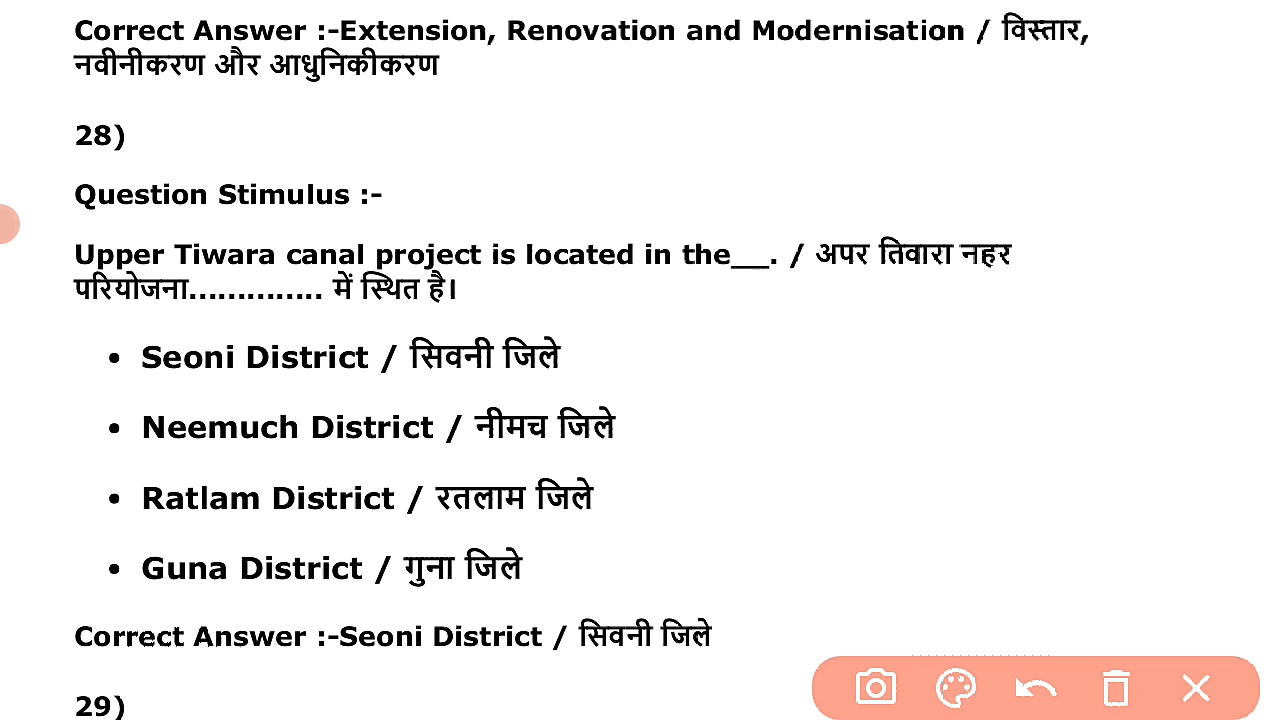 Correct Answer :-Extension, Renovation and Modernisation / विस्तार,
नवीनीकरण और आधुनिकीकरण
28)
Question Stimulus :-
Upper Tiwara canal project is located in the__. / अपर तिवारा नहर
परियोजना.............. में स्थित है।
• Seoni District / सिवनी जिले
• Neemuch District / नीमच जिले
• Ratlam District / रतलाम जिले
• Guna District / गुना जिले
Correct Answer :-Seoni District / सिवनी जिले
29)